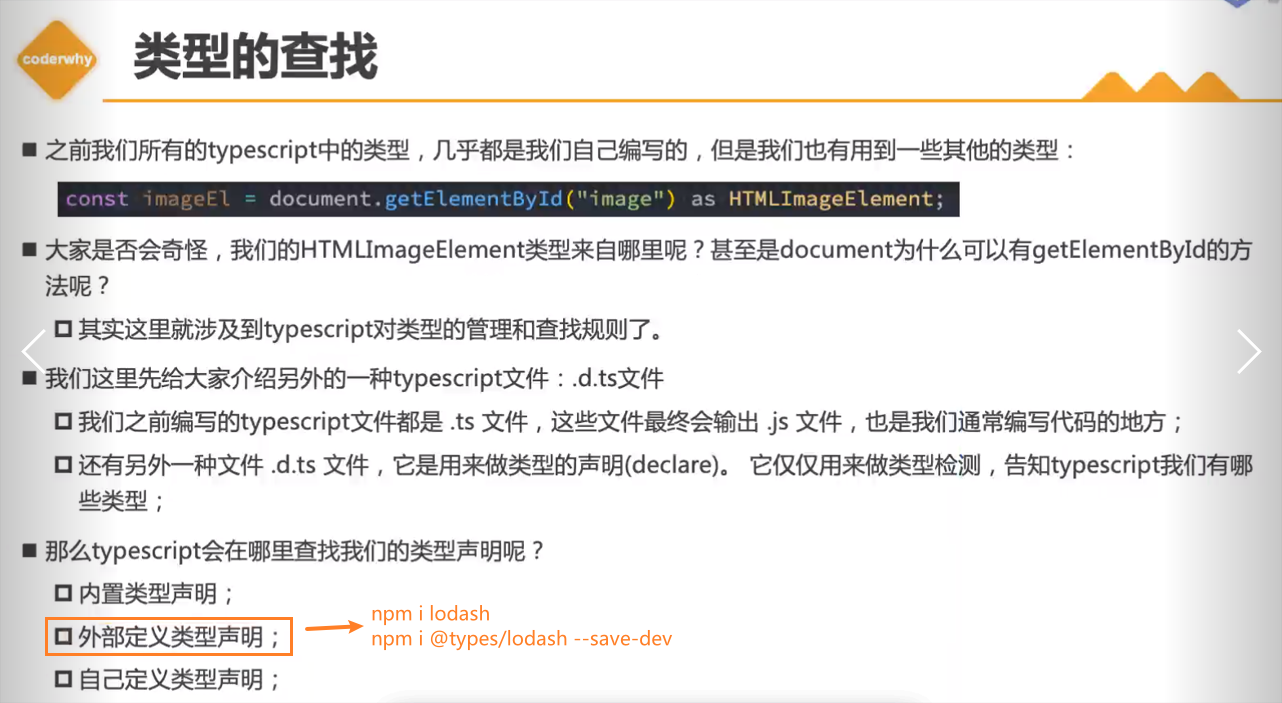 coderwhy
类型的查找
之前我们所有的typescript中的类型，几乎都是我们自己编写的，但是我们也有用到一些其他的类型：
const imageEl = document.getElementById("image") as HTMLImageElement;
大家是否会奇怪，我们的HTMLImageElement类型来自哪里呢？甚至是document为什么可以有getElementById的方
法呢？
其实这里就涉及到typescript对类型的管理和查找规则了。
我们这里先给大家介绍另外的一种typescript文件：.d.ts文件
我们之前编写的typescript文件都是 .ts 文件，这些文件最终会输出 .js 文件，也是我们通常编写代码的地方；
还有另外一种文件 .d.ts 文件，它是用来做类型的声明(declare)。 它仅仅用来做类型检测，告知typescript我们有哪
些类型；
那么typescript会在哪里查找我们的类型声明呢？
内置类型声明；
外部定义类型声明；
npm i lodash
npm i @types/lodash --save-dev
自己定义类型声明；